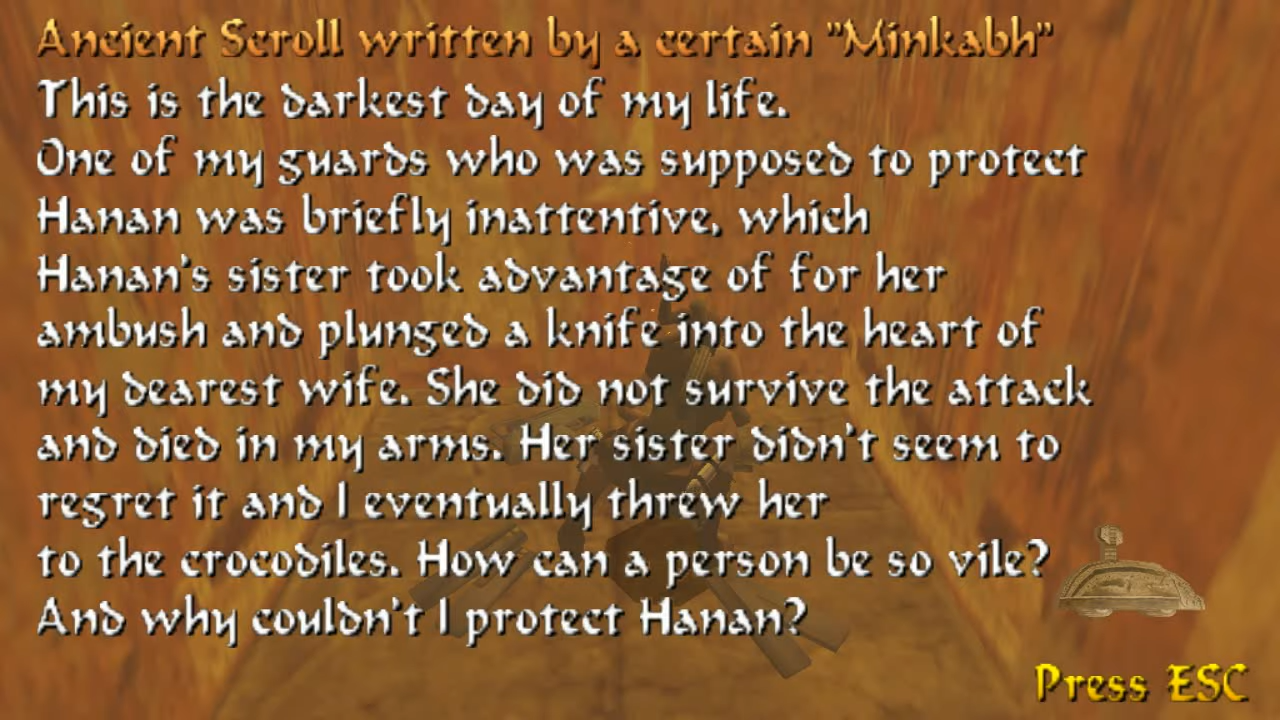 Ancient Scroll written by a certain "Minkabh"
This is the darkest day of my life.
One of my guards who was supposed to protect
Hanan was briefly inattentive, which
Hanan's sister took advantage of for her
ambush and plunged a knife into the heart of
my dearest wife. She did not survive the attack
and died in my arms. Her sister didn't seem to
regret it and I eventually threw her
to the crocodiles. How can a person be so vile?
And why couldn't I protect Hanan?
Press ESC